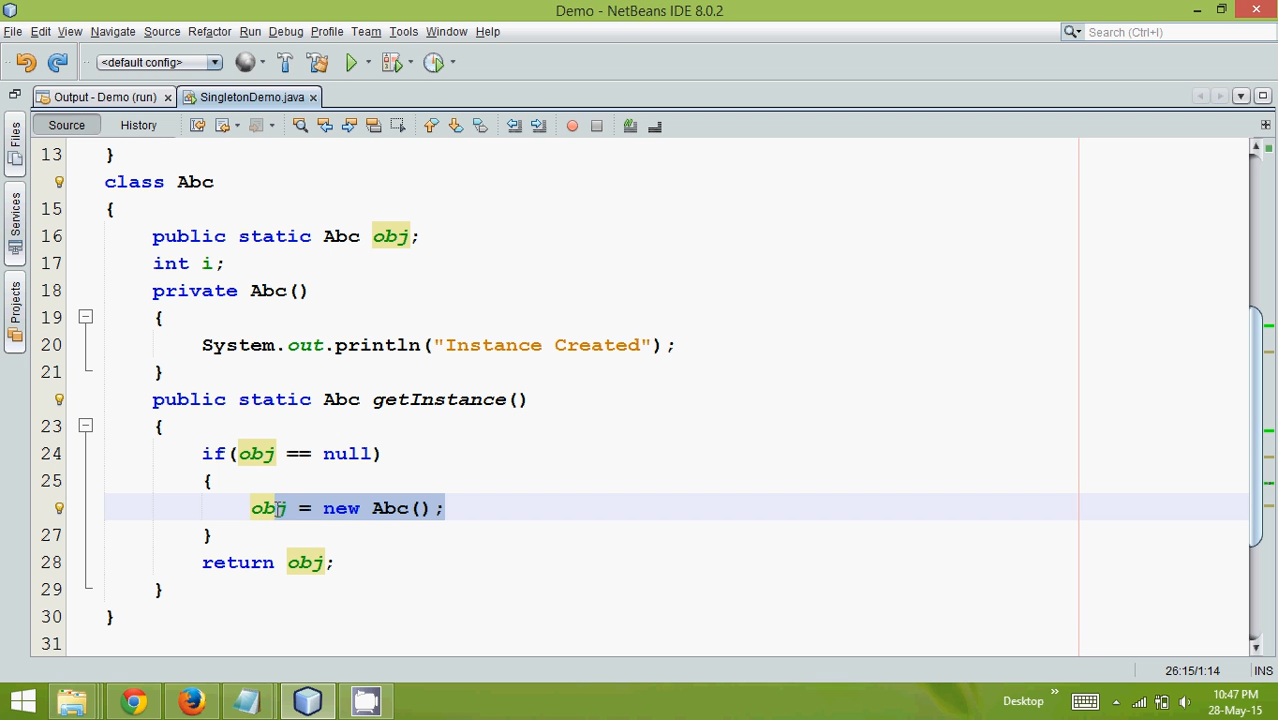 Demo - NetBeans IDE 8.0.2
File Edit View Navigate Source Refactor Run Debug Profile Team Tools Window Help
Search (Ctrl+I)
<default config>
Output - Demo (run) SingletonDemo.java
Source History
Files
Services
Projects
13 }
class Abc
15 {
16 public static Abc obj;
17 int i;
18 private Abc()
19 {
20 System.out.println("Instance Created");
21 }
public static Abc getInstance()
23 {
24 if(obj == null)
25 {
obj = new Abc();
27 }
28 return obj;
29 }
30 }
31
26:15/1:14 INS
Desktop
10:47 PM
28-May-15